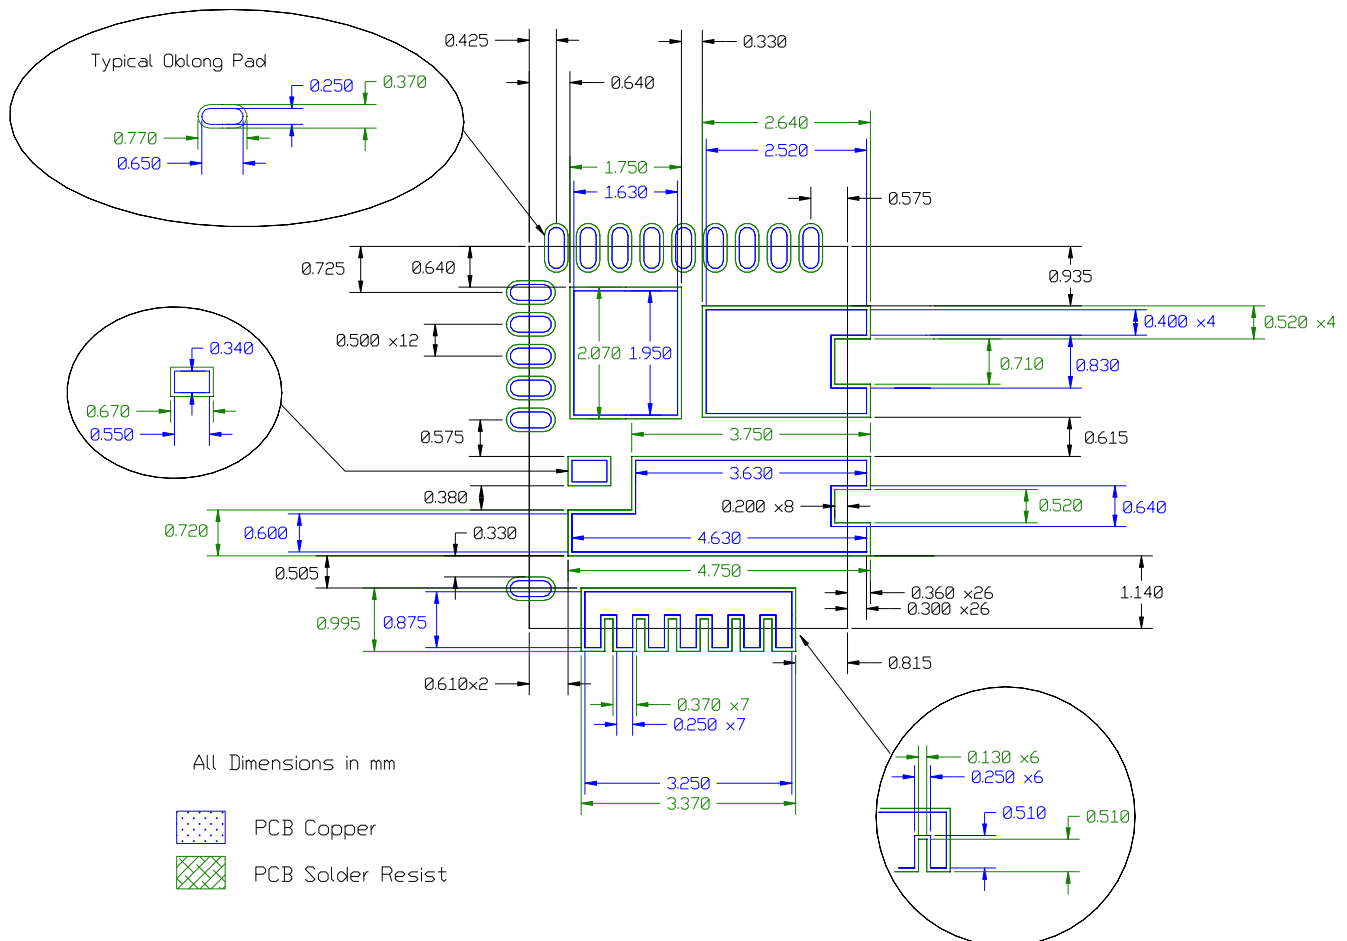 0.425
0.330
Typical Oblong Pad
0.640
0.250
0.370
2.640
0.770
2.520
0.650
1.750
1.630
0.575
0.725
0.640
0.935
0.400 x4
0.520 x4
0.500 x12
0.340
2.070
1.950
0.710
0.830
0.670
0.550
0.575
3.750
0.615
3.630
0.380
0.200 x8
0.520
0.640
0.720
0.600
0.330
4.630
0.505
4.750
0.360 x26
1.140
0.300 x26
0.995
0.875
0.815
0.610x2
0.370 x7
0.250 x7
0.130 x6
All Dimensions in mm
0.250 x6
3.250
3.370
0.510
0.510
PCB Copper
PCB Solder Resist